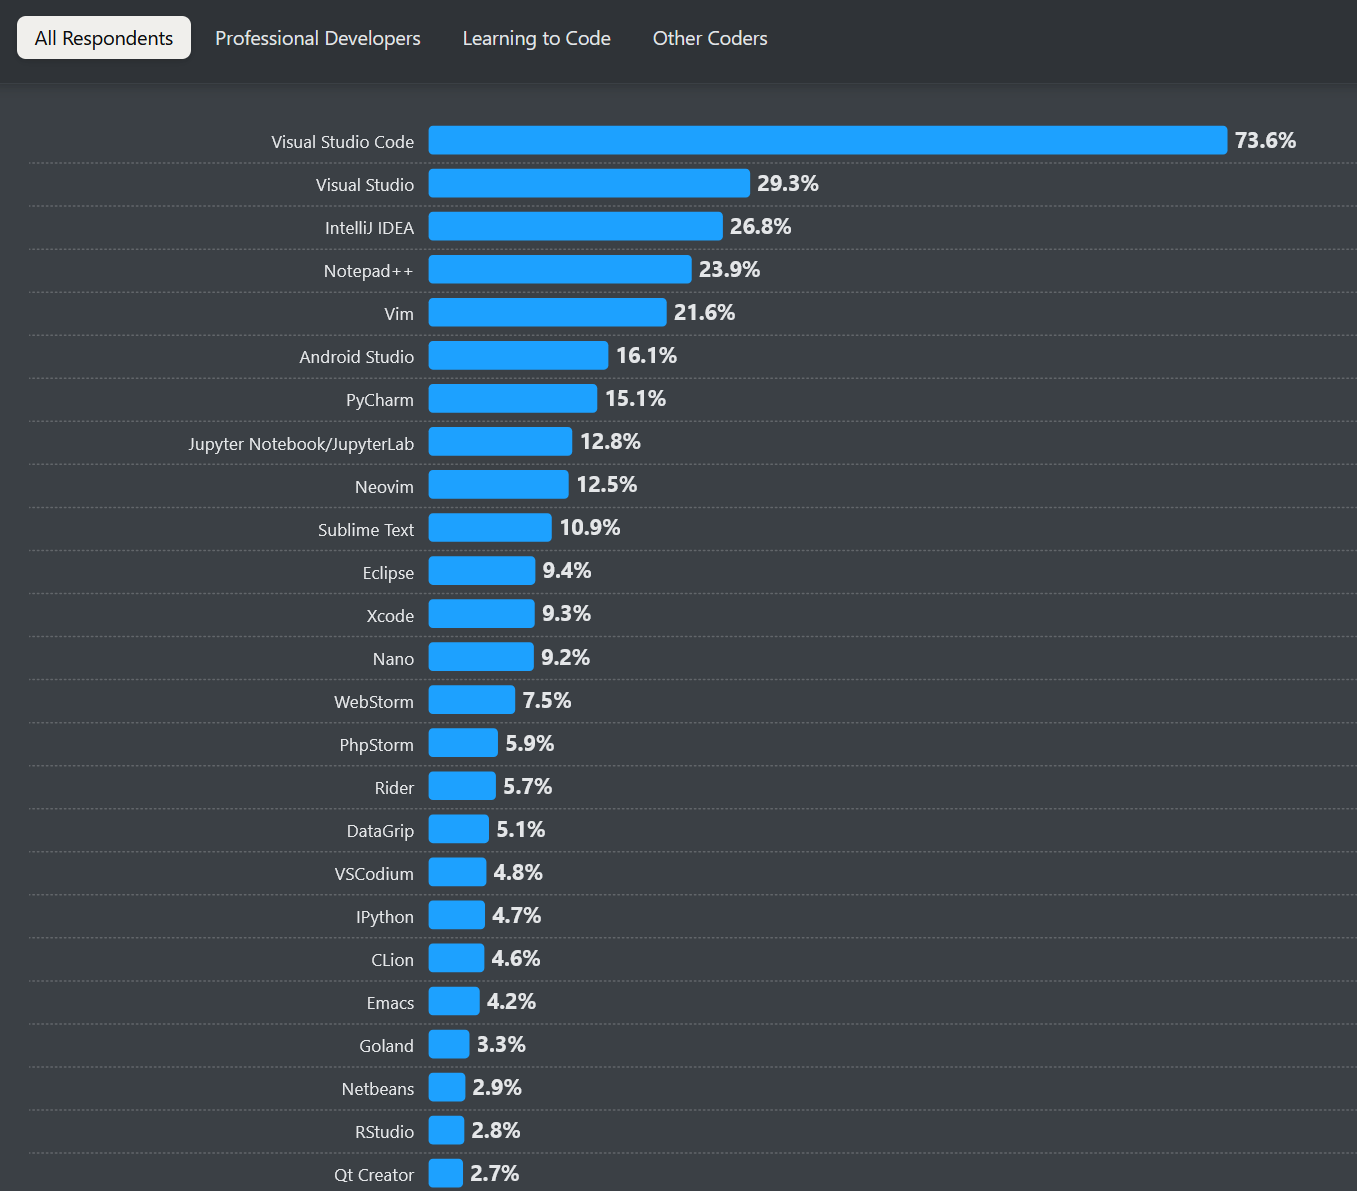 All Respondents Professional Developers Learning to Code Other Coders
Visual Studio Code 73.6%
Visual Studio 29.3%
IntelliJ IDEA 26.8%
Notepad++ 23.9%
Vim 21.6%
Android Studio 16.1%
PyCharm 15.1%
Jupyter Notebook/JupyterLab 12.8%
Neovim 12.5%
Sublime Text 10.9%
Eclipse 9.4%
Xcode 9.3%
Nano 9.2%
WebStorm 7.5%
PhpStorm 5.9%
Rider 5.7%
DataGrip 5.1%
VSCodium 4.8%
IPython 4.7%
CLion 4.6%
Emacs 4.2%
Goland 3.3%
Netbeans 2.9%
RStudio 2.8%
Qt Creator 2.7%